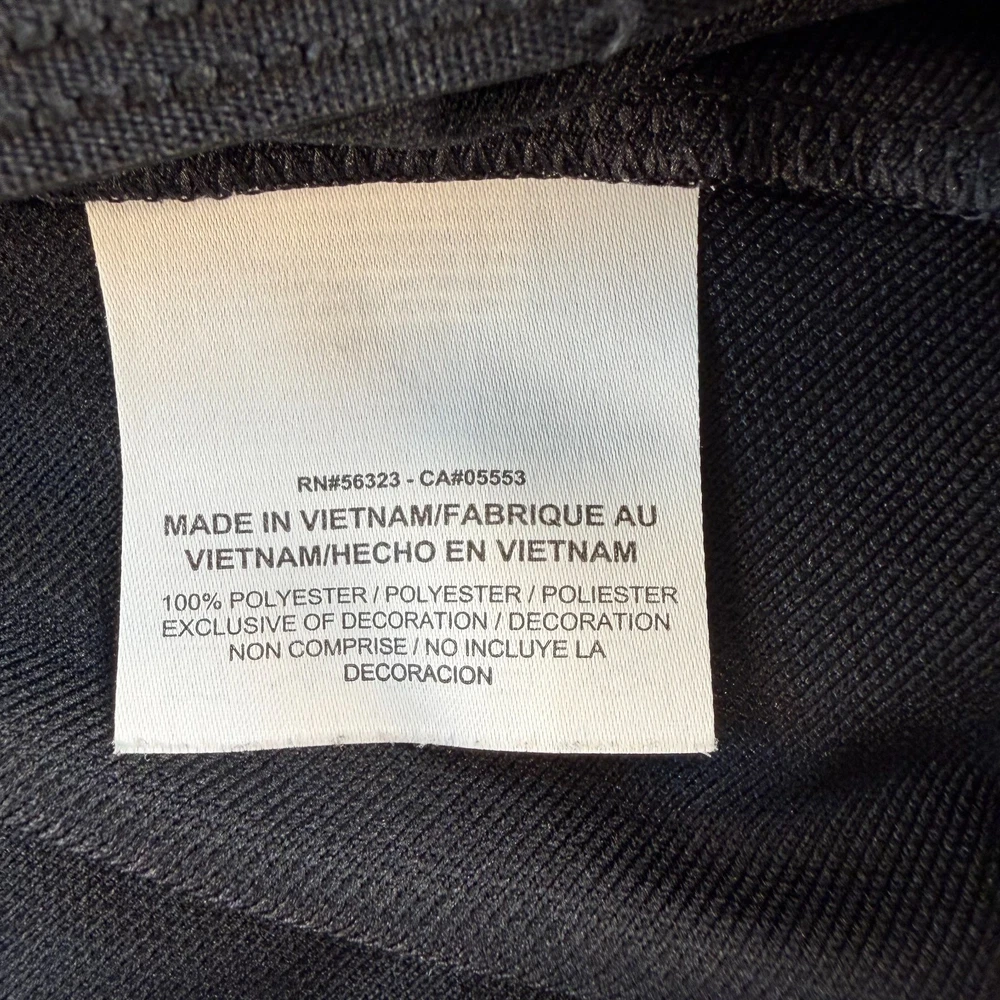 RN#56323 - CA#05553
MADE IN VIETNAM/FABRIQUE AU
VIETNAM/HECHO EN VIETNAM
100% POLYESTER / POLYESTER / POLIESTER
EXCLUSIVE OF DECORATION / DECORATION
NON COMPRISE / NO INCLUYE LA
DECORACION